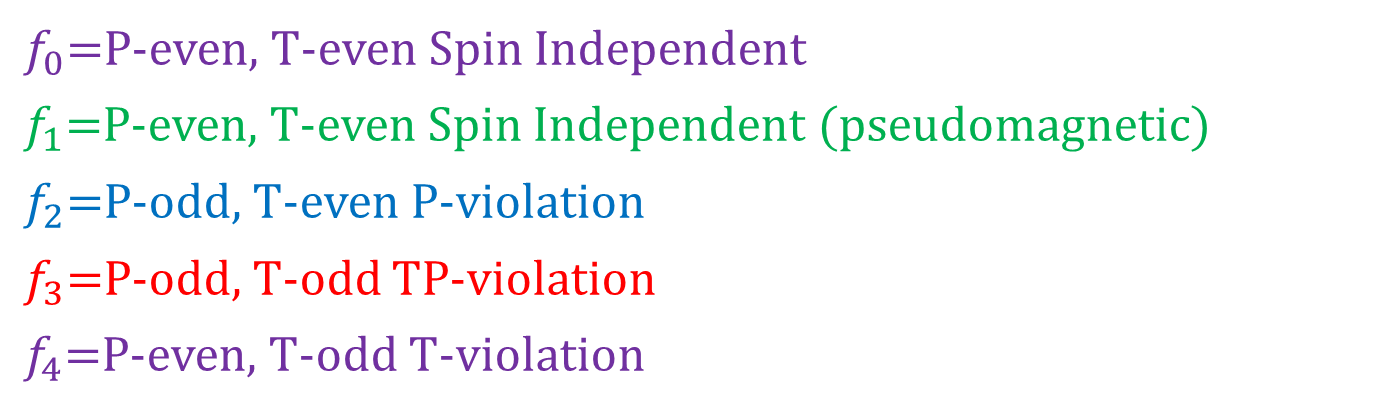 f₀=P-even, T-even Spin Independent
f₁=P-even, T-even Spin Independent (pseudomagnetic)
f₂=P-odd, T-even P-violation
f₃=P-odd, T-odd TP-violation
f₄=P-even, T-odd T-violation